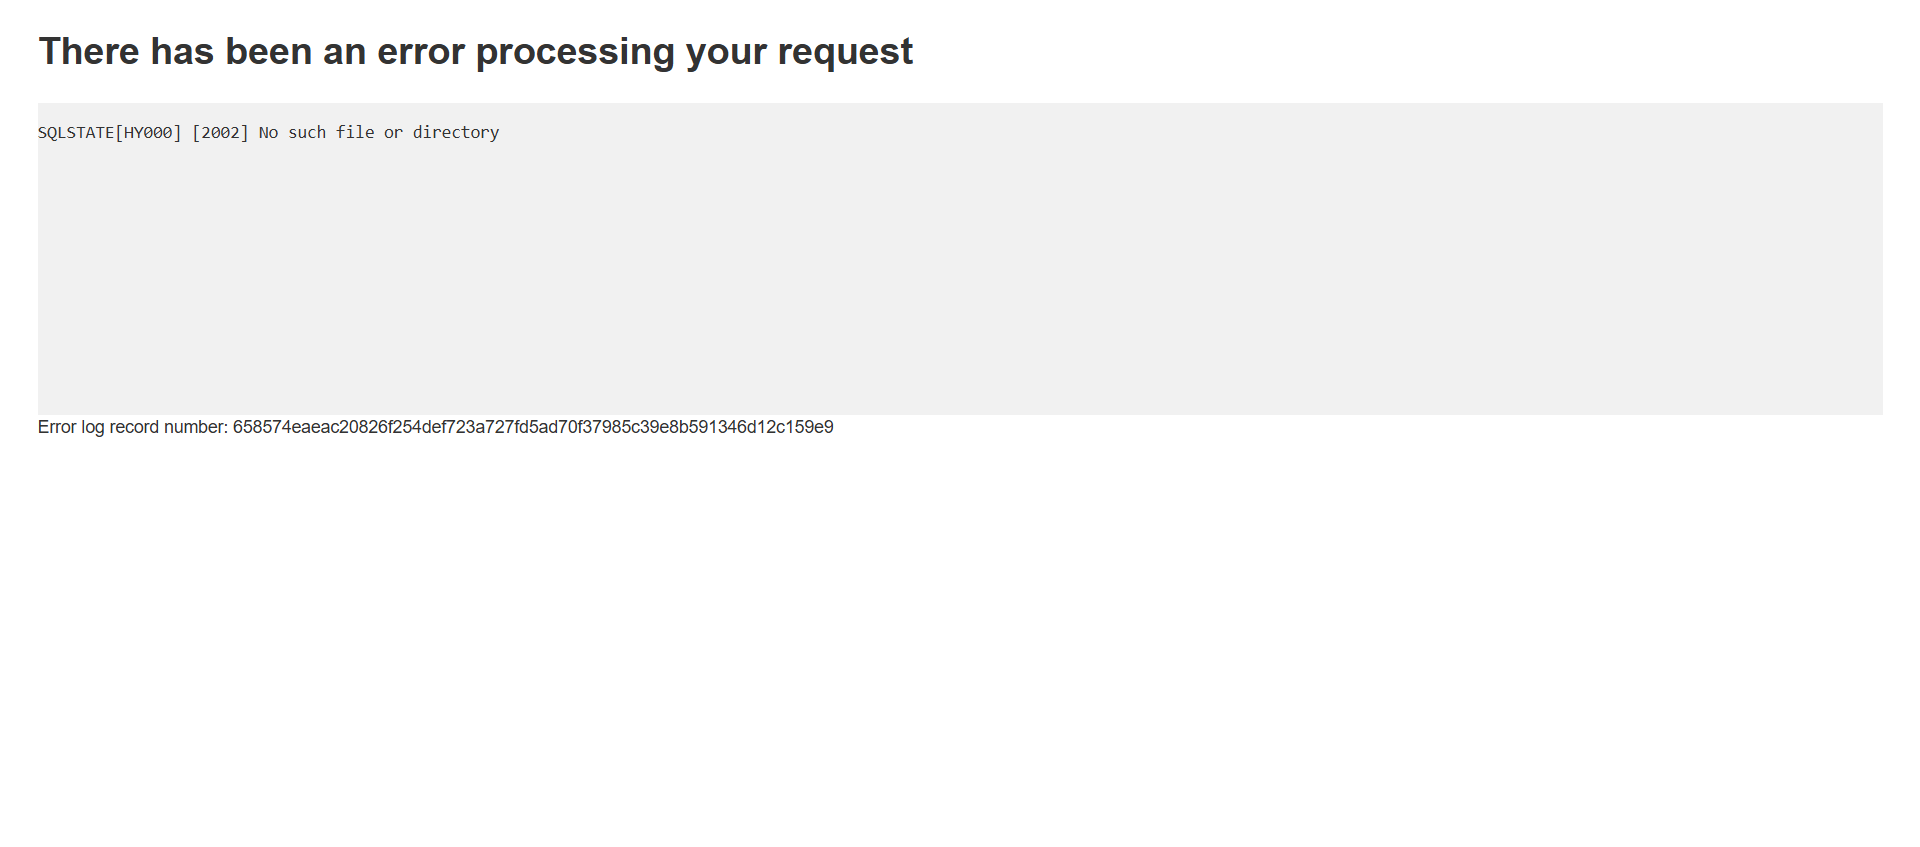 There has been an error processing your request
SQLSTATE[HY000] [2002] No such file or directory
Error log record number: 658574eaeac20826f254def723a727fd5ad70f37985c39e8b591346d12c159e9